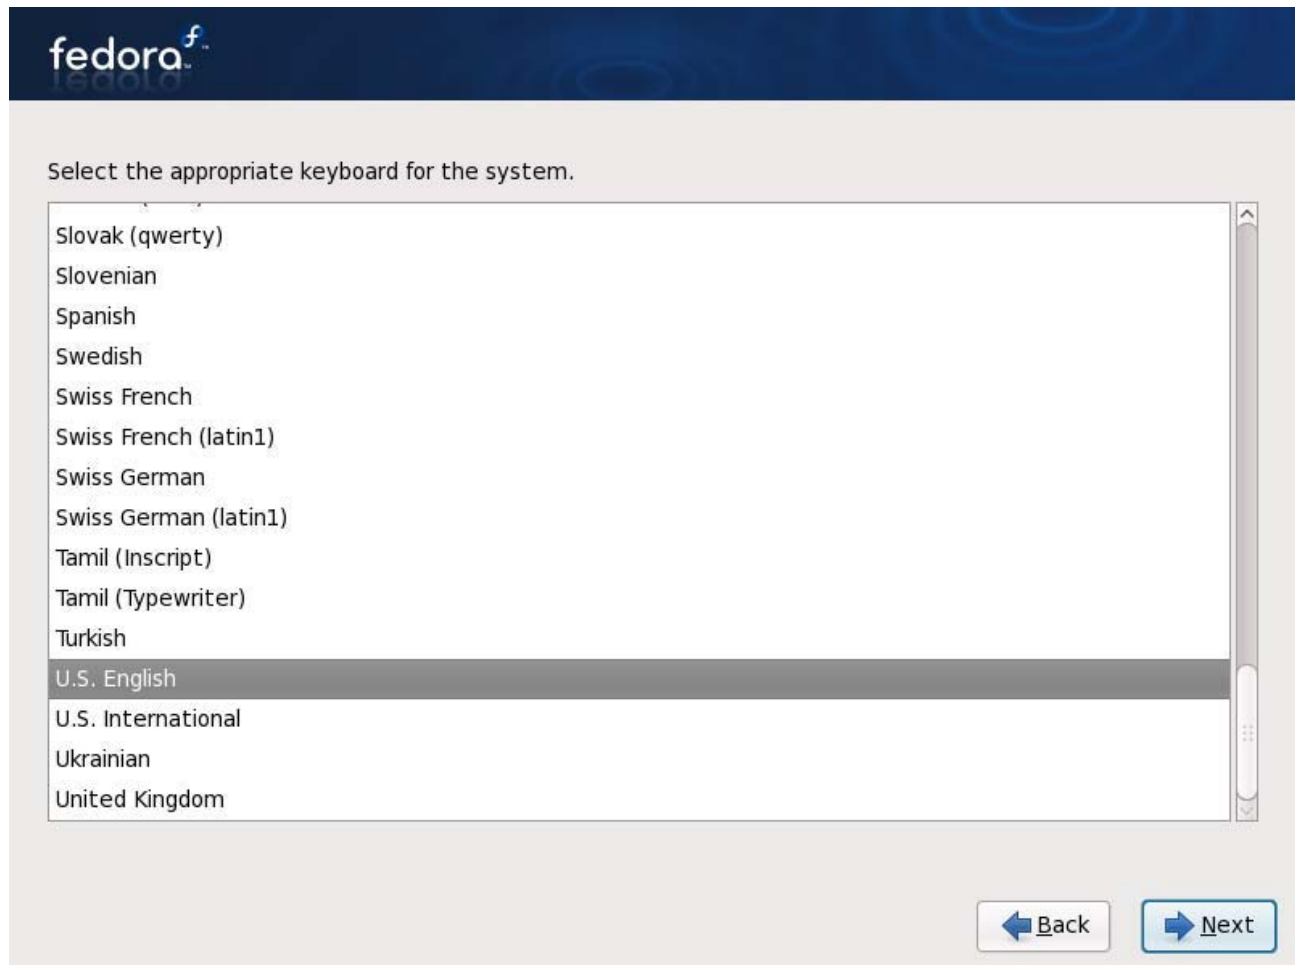 fedora
Select the appropriate keyboard for the system.
Slovak (qwerty)
Slovenian
Spanish
Swedish
Swiss French
Swiss French (latin1)
Swiss German
Swiss German (latin1)
Tamil (Inscript)
Tamil (Typewriter)
Turkish
U.S. English
U.S. International
Ukrainian
United Kingdom
Back
Next